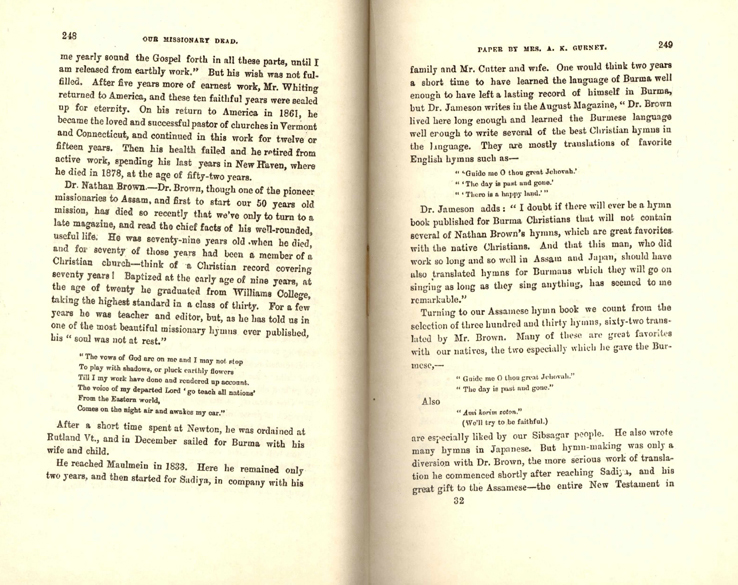 248
OUR MISSIONARY DEAD.
me yearly sound the Gospel forth in all these parts, until I
am released from earthly work." But his wish was not ful-
filled. After five years more of earnest work, Mr. Whiting
returned to America, and these ten faithful years were sealed
up for eternity. On his return to America in 1861, he
became the loved and successful pastor of churches in Vermont
and Connecticut, and continued in this work for twelve or
fifteen years. Then his health failed and he retired from
active work, spending his last years in New Haven, where
he died in 1878, at the age of fifty-two years.
Dr. Nathan Brown.—Dr. Brown, though one of the pioneer
missionaries to Assam, and first to start our 50 years old
mission, has died so recently that we've only to turn to a
late magazine, and read the chief facts of his well-rounded,
useful life. He was seventy-nine years old when he died,
and for seventy of those years had been a member of a
Christian church—think of a Christian record covering
seventy years! Baptized at the early age of nine years, at
the age of twenty he graduated from Williams College,
taking the highest standard in a class of thirty. For a few
years he was teacher and editor, but, as he has told us in
one of the most beautiful missionary hymns ever published,
his " soul was not at rest."
" The vows of God are on me and I may not stop
To play with shadows, or pluck earthly flowers
Till I my work have done and rendered up account.
The voice of my departed Lord ' go teach all nations'
From the Eastern world,
Comes on the night air and awakes my ear."
After a short time spent at Newton, he was ordained at
Rutland Vt., and in December sailed for Burma with his
wife and child.
He reached Maulmein in 1833. Here he remained only
two years, and then started for Sadiya, in company with his
PAPER BY MRS. A. K. GURNEY.
249
family and Mr. Cutter and wife. One would think two years
a short time to have learned the language of Burma well
enough to have left a lasting record of himself in Burma,
but Dr. Jameson writes in the August Magazine, " Dr. Brown
lived here long enough and learned the Burmese language
well enough to write several of the best Christian hymns in
the language. They are mostly translations of favorite
English hymns such as—
" 'Guide me O thou great Jehovah.'
" 'The day is past and gone.'
" 'There is a happy land.' "
Dr. Jameson adds: " I doubt if there will ever be a hymn
book published for Burma Christians that will not contain
several of Nathan Brown's hymns, which are great favorites
with the native Christians. And that this man, who did
work so long and so well in Assam and Japan, should have
also translated hymns for Burmans which they will go on
singing as long as they sing anything, has seemed to me
remarkable."
Turning to our Assamese hymn book we count from the
selection of three hundred and thirty hymns, sixty-two trans-
lated by Mr. Brown. Many of these are great favorites
with our natives, the two especially which he gave the Bur-
mese,—
" Guide me O thou great Jehovah."
" The day is past and gone."
Also
" Ami korim xoton."
(We'll try to be faithful.)
are especially liked by our Sibsagar people. He also wrote
many hymns in Japanese. But hymn-making was only a
diversion with Dr. Brown, the more serious work of transla-
tion he commenced shortly after reaching Sadiya, and his
great gift to the Assamese—the entire New Testament in
32